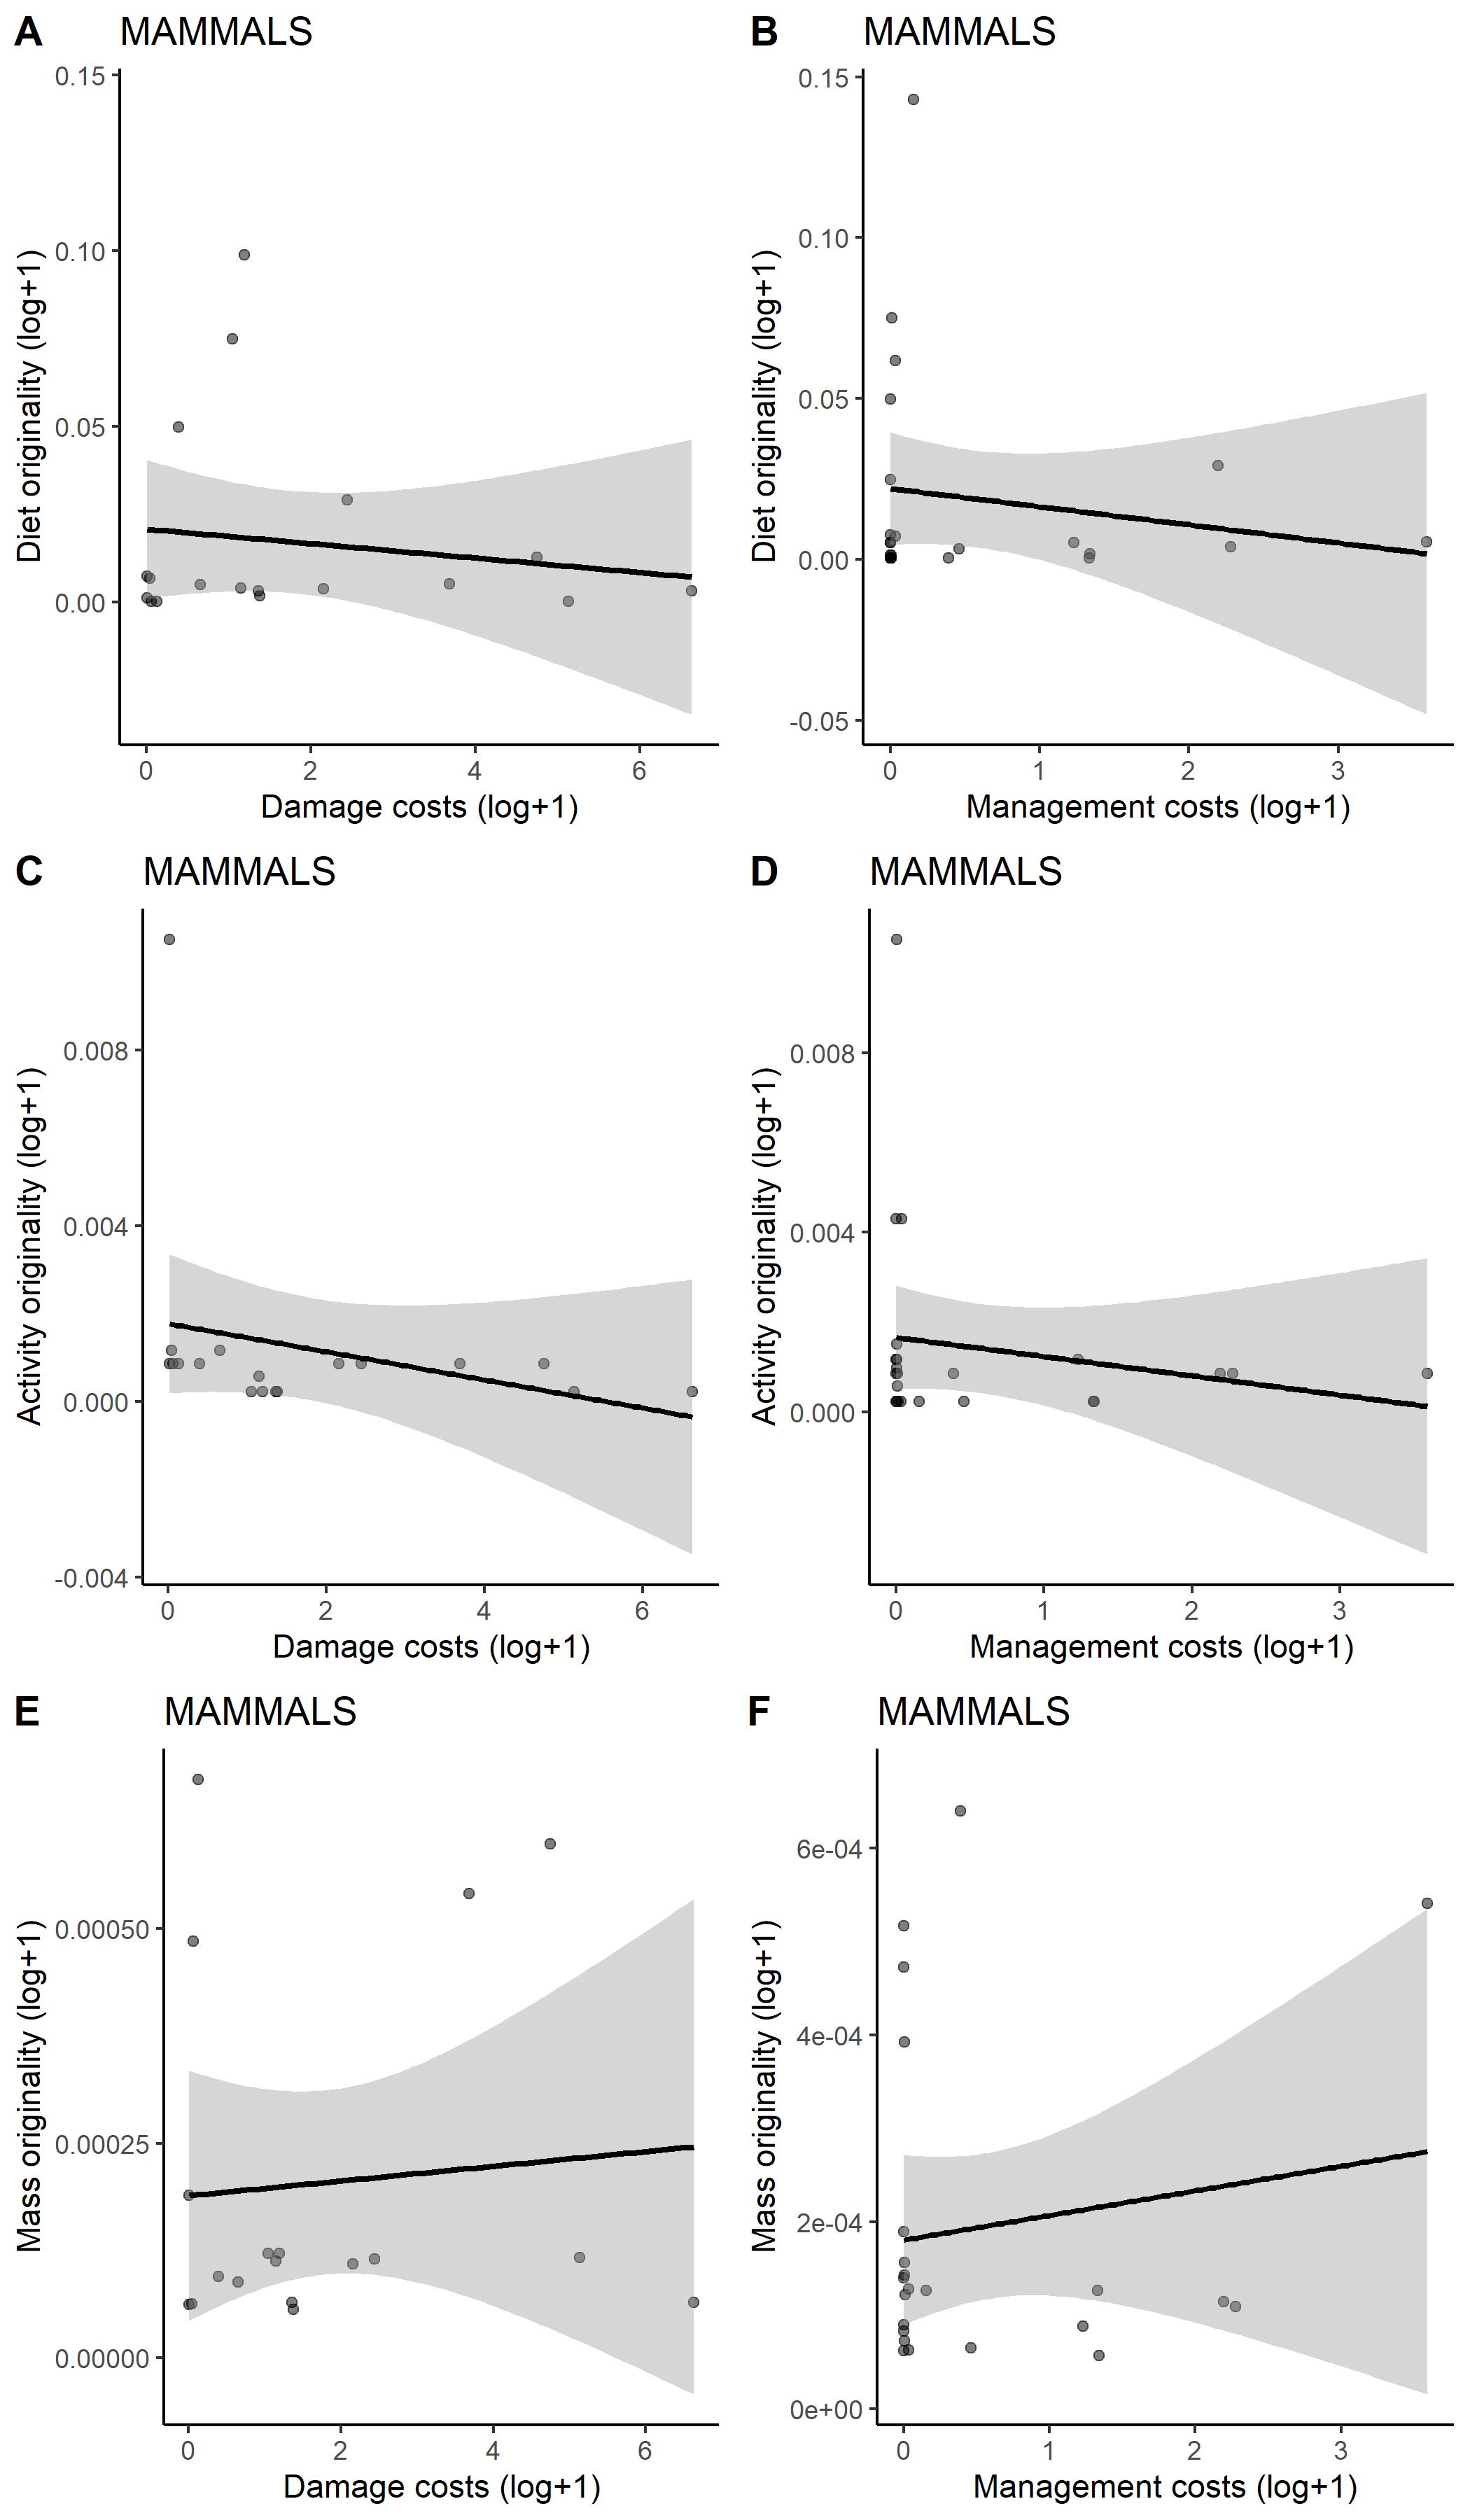 A MAMMALS
0.15
0.10
0.05
0.00
Diet originality (log+1)
0 2 4 6
Damage costs (log+1)
B MAMMALS
0.15
0.10
0.05
0.00
-0.05
Diet originality (log+1)
0 1 2 3
Management costs (log+1)
C MAMMALS
0.008
0.004
0.000
-0.004
Activity originality (log+1)
0 2 4 6
Damage costs (log+1)
D MAMMALS
0.008
0.004
0.000
Activity originality (log+1)
0 1 2 3
Management costs (log+1)
E MAMMALS
0.00050
0.00025
0.00000
Mass originality (log+1)
0 2 4 6
Damage costs (log+1)
F MAMMALS
6e-04
4e-04
2e-04
0e+00
Mass originality (log+1)
0 1 2 3
Management costs (log+1)